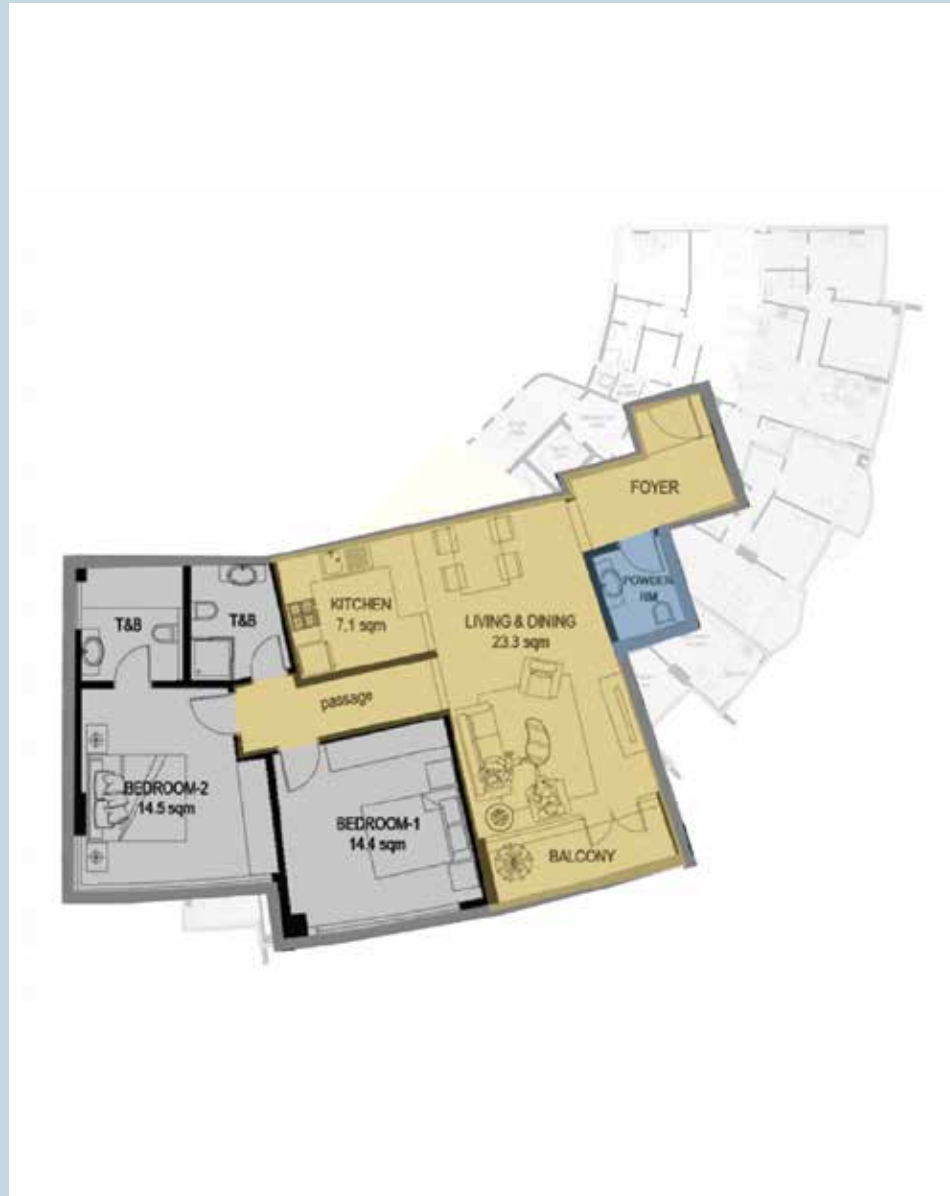 FOYER
POWDER
RM
KITCHEN
7.1 sqm
LIVING & DINING
23.3 sqm
T&B
T&B
passage
BEDROOM-2
14.5 sqm
BEDROOM-1
14.4 sqm
BALCONY